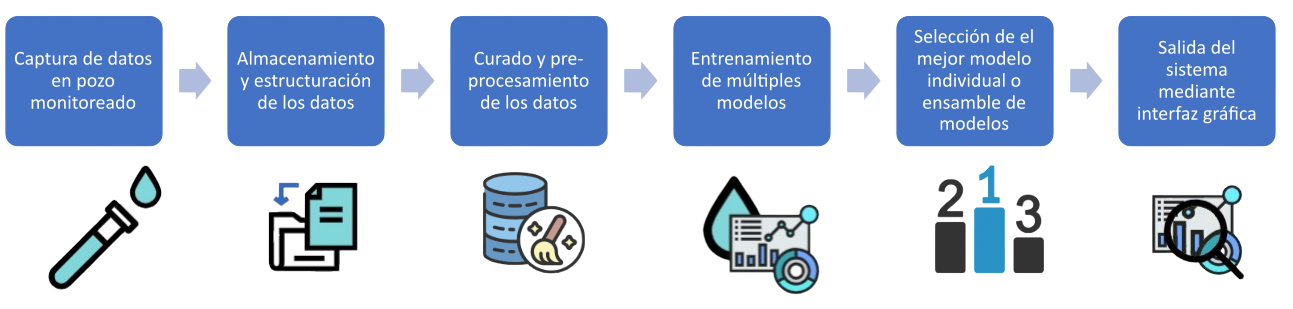 Captura de datos
en pozo
monitoreado
Almacenamiento
y estructuración
de los datos
Curado y pre-
procesamiento
de los datos
Entrenamiento
de múltiples
modelos
Selección de el
mejor modelo
individual o
ensamble de
modelos
Salida del
sistema
mediante
interfaz gráfica
2 1 3